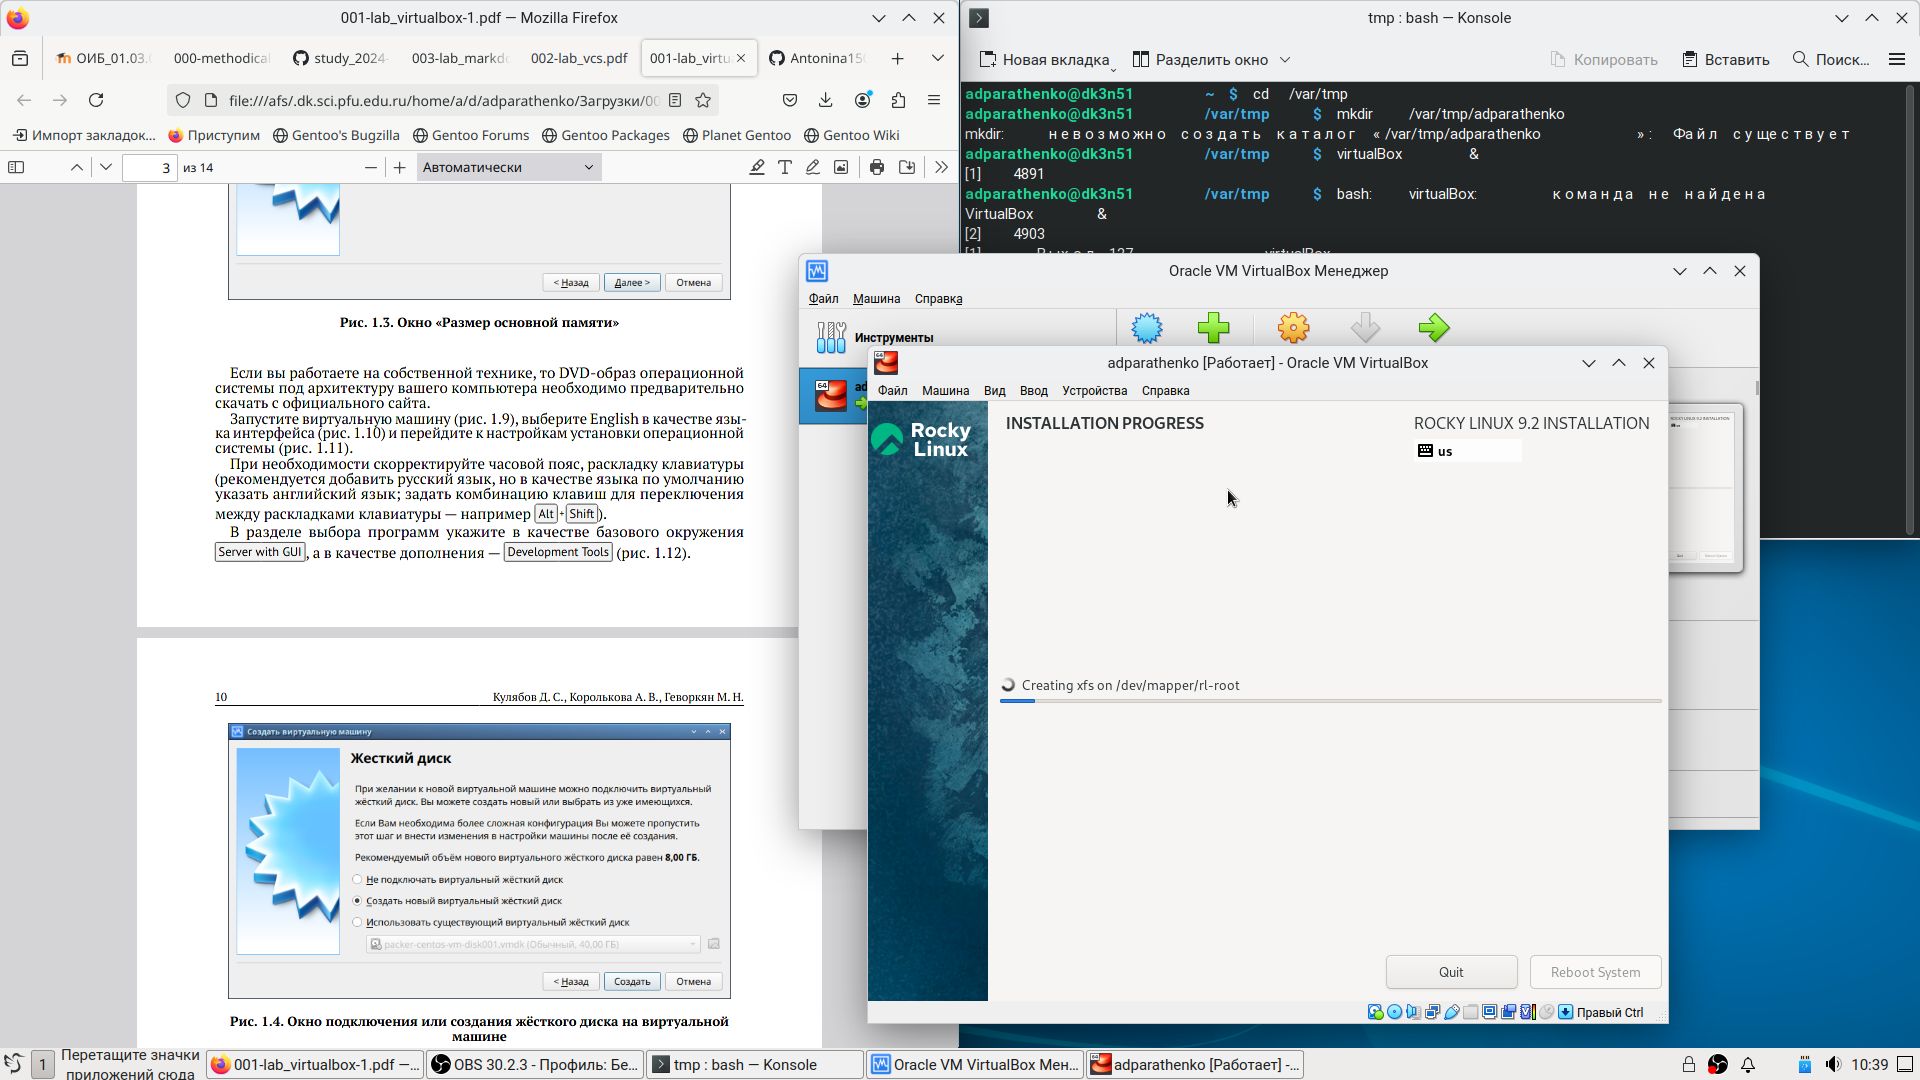 001-lab_virtualbox-1.pdf — Mozilla Firefox
ОИБ_01.03.0
000-methodical
study_2024-
003-lab_markdo
002-lab_vcs.pdf
001-lab_virtu
Antonina150
file:///afs/.dk.sci.pfu.edu.ru/home/a/d/adparathenko/Загрузки/00
Импорт закладок...
Приступим
Gentoo's Bugzilla
Gentoo Forums
Gentoo Packages
Planet Gentoo
Gentoo Wiki
3 из 14
Автоматически
< Назад Далее > Отмена
Рис. 1.3. Окно «Размер основной памяти»
Если вы работаете на собственной технике, то DVD-образ операционной
системы под архитектуру вашего компьютера необходимо предварительно
скачать с официального сайта.
Запустите виртуальную машину (рис. 1.9), выберите English в качестве язы-
ка интерфейса (рис. 1.10) и перейдите к настройкам установки операционной
системы (рис. 1.11).
При необходимости скорректируйте часовой пояс, раскладку клавиатуры
(рекомендуется добавить русский язык, но в качестве языка по умолчанию
указать английский язык; задать комбинацию клавиш для переключения
между раскладками клавиатуры — например Alt + Shift ).
В разделе выбора программ укажите в качестве базового окружения
Server with GUI , а в качестве дополнения — Development Tools (рис. 1.12).
10 Кулябов Д. С., Королькова А. В., Геворкян М. Н.
Создать виртуальную машину
Жесткий диск
При желании к новой виртуальной машине можно подключить виртуальный
жёсткий диск. Вы можете создать новый или выбрать из уже имеющихся.
Если Вам необходима более сложная конфигурация Вы можете пропустить
этот шаг и внести изменения в настройки машины после её создания.
Рекомендуемый объём нового виртуального жёсткого диска равен 8,00 ГБ.
Не подключать виртуальный жёсткий диск
Создать новый виртуальный жёсткий диск
Использовать существующий виртуальный жёсткий диск
packer-centos-vm-disk001.vmdk (Обычный, 40,00 ГБ)
< Назад Создать Отмена
Рис. 1.4. Окно подключения или создания жёсткого диска на виртуальной
машине
tmp : bash — Konsole
Новая вкладка
Разделить окно
Копировать
Вставить
Поиск...
adparathenko@dk3n51 ~ $ cd /var/tmp
adparathenko@dk3n51 /var/tmp $ mkdir /var/tmp/adparathenko
mkdir: невозможно создать каталог «/var/tmp/adparathenko»: Файл существует
adparathenko@dk3n51 /var/tmp $ virtualBox &
[1] 4891
adparathenko@dk3n51 /var/tmp $ bash: virtualBox: команда не найдена
VirtualBox &
[2] 4903
[1] Выход 127 virtualBox
Oracle VM VirtualBox Менеджер
Файл Машина Справка
Инструменты
64 ad
adparathenko [Работает] - Oracle VM VirtualBox
Файл Машина Вид Ввод Устройства Справка
Rocky
Linux
INSTALLATION PROGRESS
ROCKY LINUX 9.2 INSTALLATION
us
Creating xfs on /dev/mapper/rl-root
Quit
Reboot System
Правый Ctrl
1
Перетащите значки
приложений сюда
001-lab_virtualbox-1.pdf —...
OBS 30.2.3 - Профиль: Бе...
tmp : bash — Konsole
Oracle VM VirtualBox Мен...
adparathenko [Работает] -...
10:39